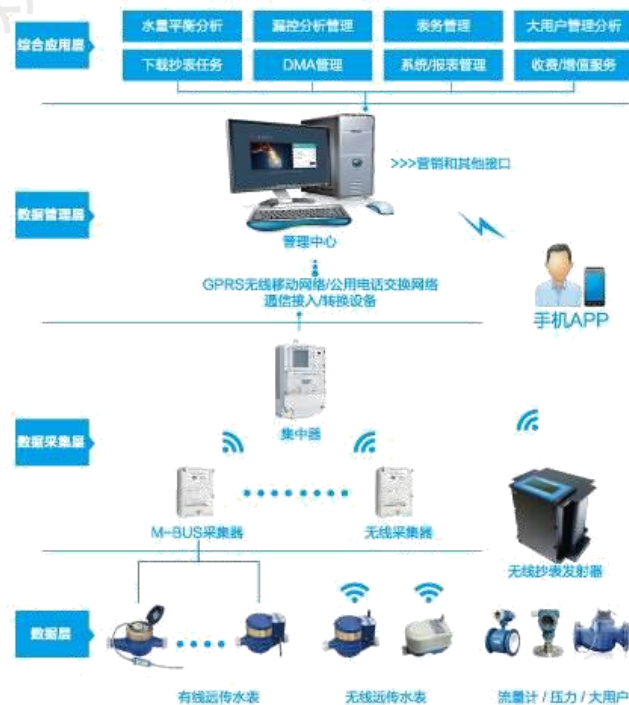 综合应用层
水量平衡分析
漏控分析管理
表务管理
大用户管理分析
下载抄表任务
DMA管理
系统/报表管理
收费/增值服务
>>>营销和其他接口
数据管理层
管理中心
GPRS无线移动网络/公用电话交换网络
通信接入/转换设备
手机APP
集中器
数据采集层
M-BUS采集器
无线采集器
无线抄表发射器
数据层
有线远传水表
无线远传水表
流量计 / 压力 / 大用户